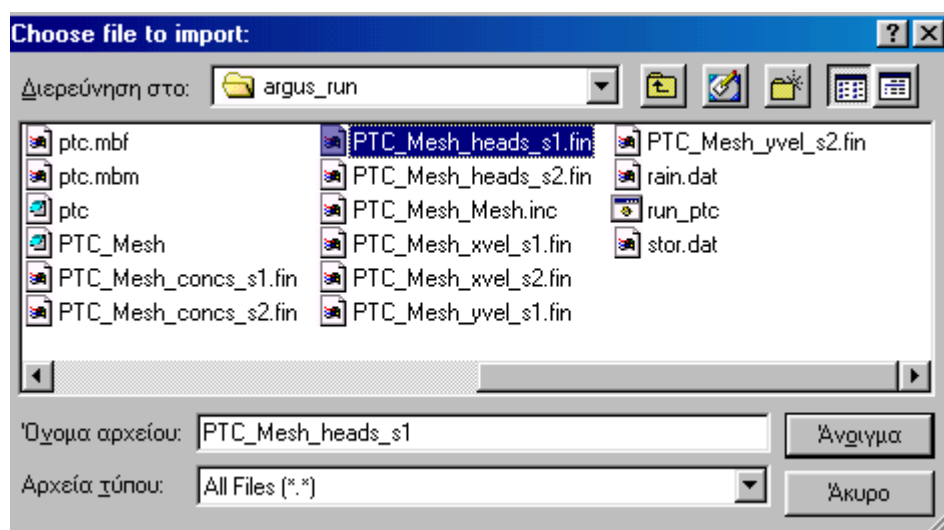 Choose file to import:
Διερεύνηση στο: argus_run
ptc.mbf PTC_Mesh_heads_s1.fin PTC_Mesh_yvel_s2.fin
ptc.mbm PTC_Mesh_heads_s2.fin rain.dat
ptc PTC_Mesh_Mesh.inc run_ptc
PTC_Mesh PTC_Mesh_xvel_s1.fin stor.dat
PTC_Mesh_concs_s1.fin PTC_Mesh_xvel_s2.fin
PTC_Mesh_concs_s2.fin PTC_Mesh_yvel_s1.fin
Όνομα αρχείου: PTC_Mesh_heads_s1 Άνοιγμα
Αρχεία τύπου: All Files (*.*) Άκυρο